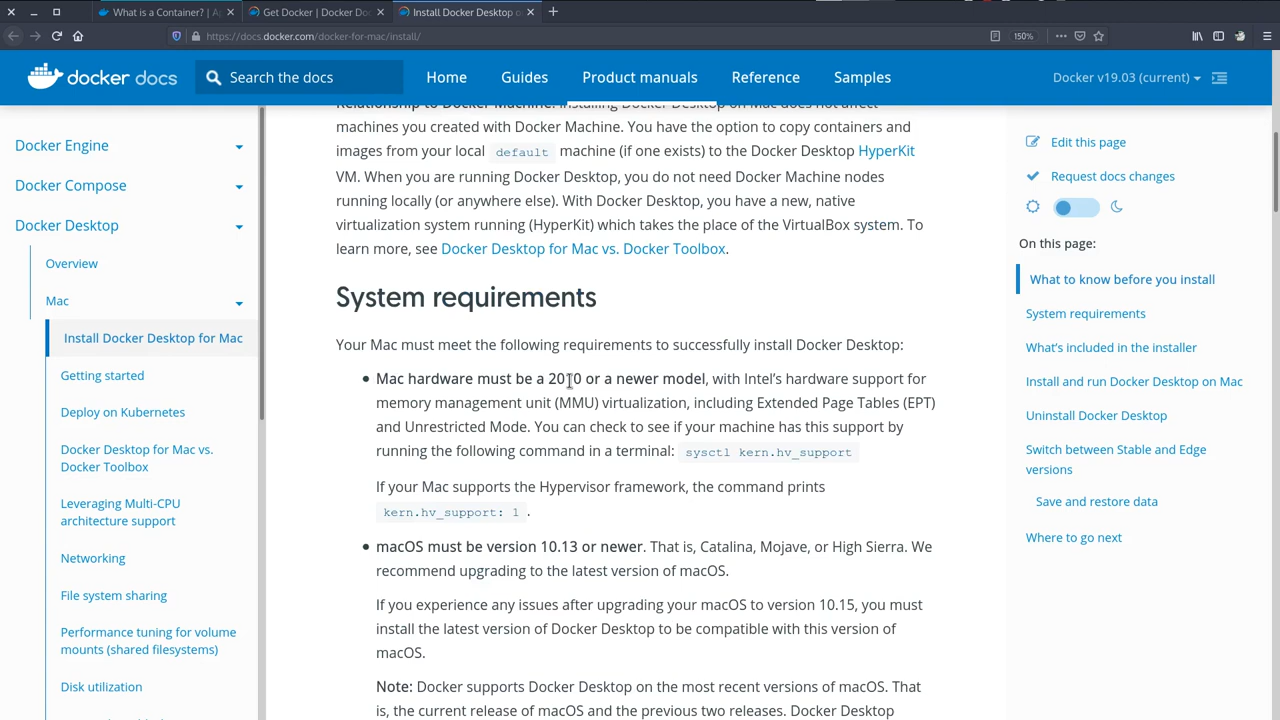 What is a Container? | Ap
Get Docker | Docker Doc
Install Docker Desktop o
https://docs.docker.com/docker-for-mac/install/
150%
docker docs
Search the docs
Home
Guides
Product manuals
Reference
Samples
Docker v19.03 (current)
Docker Engine
Docker Compose
Docker Desktop
Overview
Mac
Install Docker Desktop for Mac
Getting started
Deploy on Kubernetes
Docker Desktop for Mac vs.
Docker Toolbox
Leveraging Multi-CPU
architecture support
Networking
File system sharing
Performance tuning for volume
mounts (shared filesystems)
Disk utilization
Relationship to Docker Machine: Installing Docker Desktop on Mac does not affect
machines you created with Docker Machine. You have the option to copy containers and
images from your local default machine (if one exists) to the Docker Desktop HyperKit
VM. When you are running Docker Desktop, you do not need Docker Machine nodes
running locally (or anywhere else). With Docker Desktop, you have a new, native
virtualization system running (HyperKit) which takes the place of the VirtualBox system. To
learn more, see Docker Desktop for Mac vs. Docker Toolbox.
System requirements
Your Mac must meet the following requirements to successfully install Docker Desktop:
• Mac hardware must be a 2010 or a newer model, with Intel's hardware support for
memory management unit (MMU) virtualization, including Extended Page Tables (EPT)
and Unrestricted Mode. You can check to see if your machine has this support by
running the following command in a terminal: sysctl kern.hv_support
If your Mac supports the Hypervisor framework, the command prints
kern.hv_support: 1.
• macOS must be version 10.13 or newer. That is, Catalina, Mojave, or High Sierra. We
recommend upgrading to the latest version of macOS.
If you experience any issues after upgrading your macOS to version 10.15, you must
install the latest version of Docker Desktop to be compatible with this version of
macOS.
Note: Docker supports Docker Desktop on the most recent versions of macOS. That
is, the current release of macOS and the previous two releases. Docker Desktop
Edit this page
Request docs changes
On this page:
What to know before you install
System requirements
What's included in the installer
Install and run Docker Desktop on Mac
Uninstall Docker Desktop
Switch between Stable and Edge
versions
Save and restore data
Where to go next